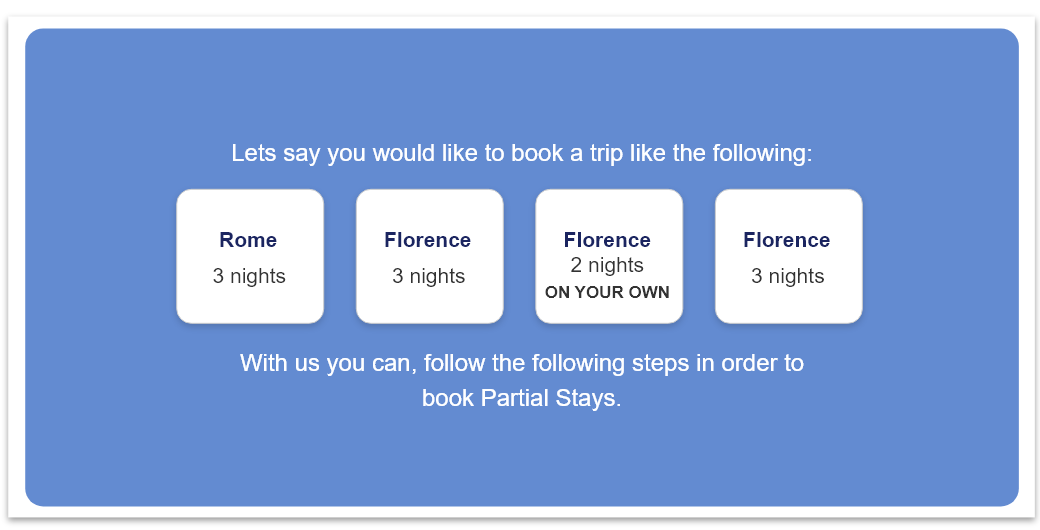 Lets say you would like to book a trip like the following:
Rome
3 nights
Florence
3 nights
Florence
2 nights
ON YOUR OWN
Florence
3 nights
With us you can, follow the following steps in order to
book Partial Stays.